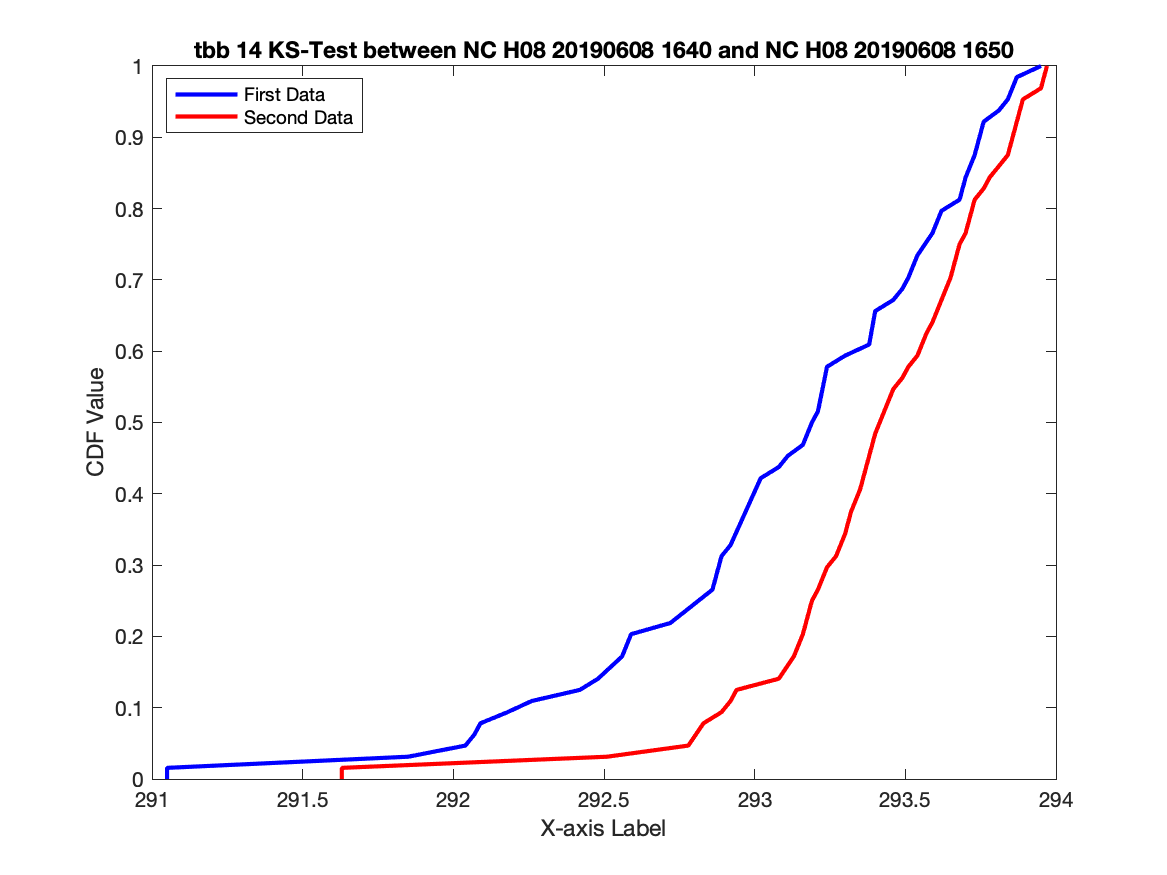 tbb 14 KS-Test between NC H08 20190608 1640 and NC H08 20190608 1650
First Data
Second Data
1
0.9
0.8
0.7
0.6
0.5
0.4
0.3
0.2
0.1
0
CDF Value
291 291.5 292 292.5 293 293.5 294
X-axis Label